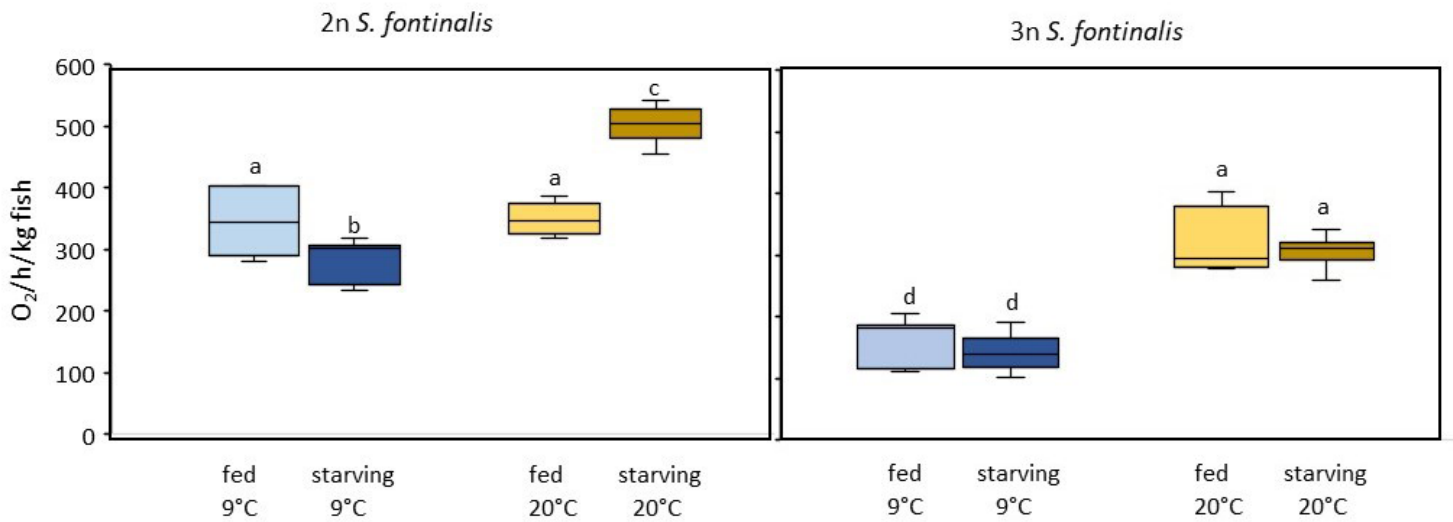 2n S. fontinalis
3n S. fontinalis
O₂/h/kg fish
600
500
400
300
200
100
0
a
b
a
c
d
d
a
a
fed
9°C
starving
9°C
fed
20°C
starving
20°C
fed
9°C
starving
9°C
fed
20°C
starving
20°C